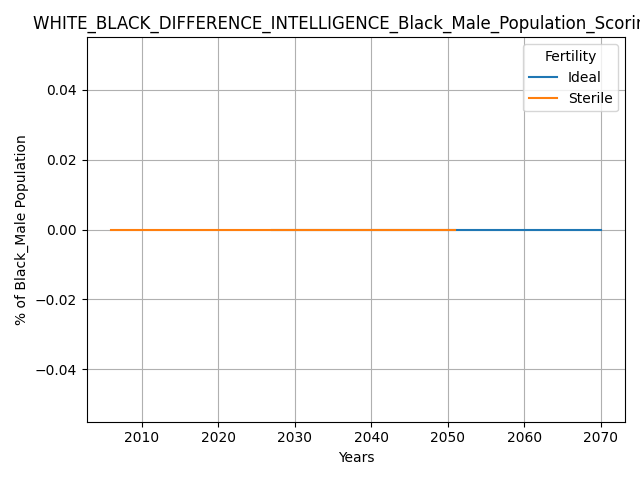 WHITE_BLACK_DIFFERENCE_INTELLIGENCE_Black_Male_Population_Scorin
Fertility
Ideal
Sterile
0.04
0.02
0.00
−0.02
−0.04
% of Black_Male Population
2010 2020 2030 2040 2050 2060 2070
Years